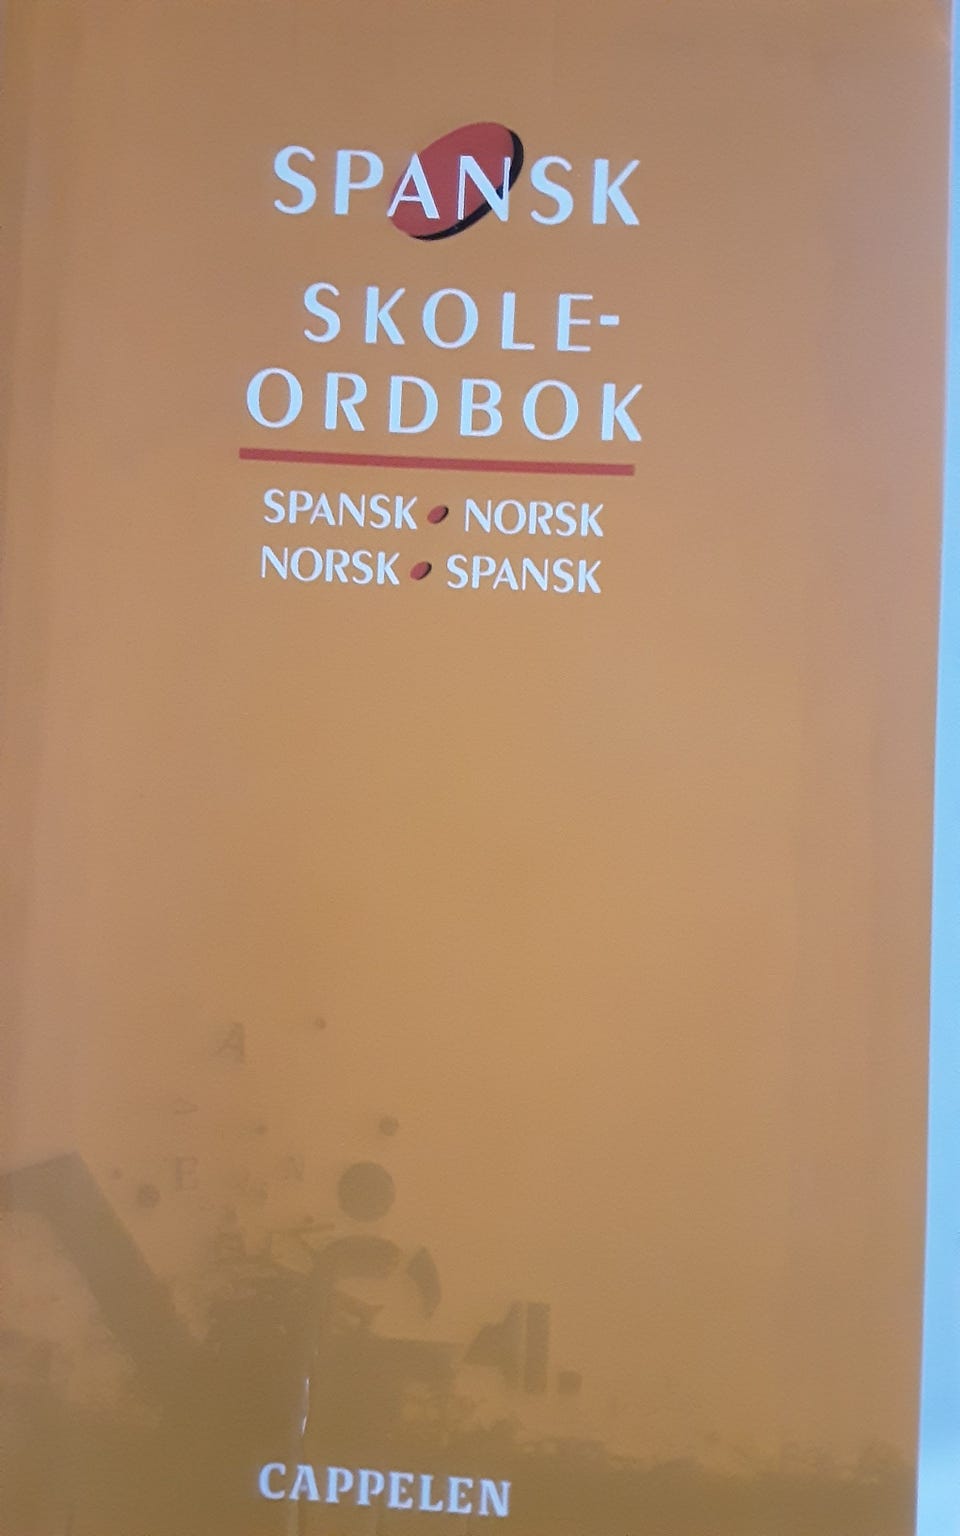 SPANSK
SKOLE-
ORDBOK
SPANSK • NORSK
NORSK • SPANSK
A
E
N
CAPPELEN